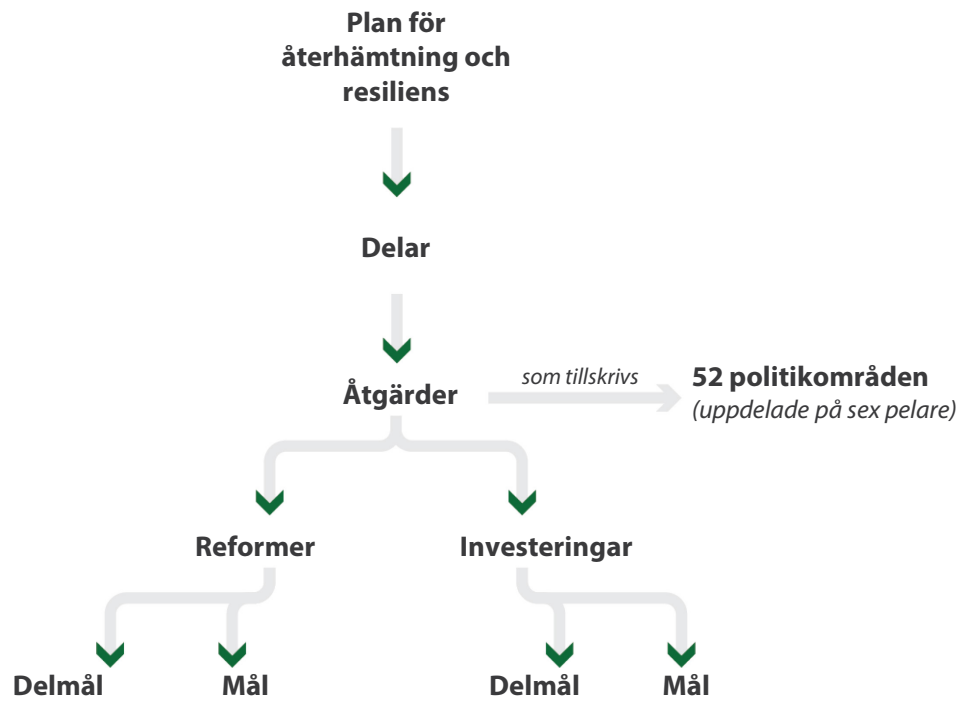 Plan för
återhämtning och
resiliens
Delar
Åtgärder
som tillskrivs
52 politikområden
(uppdelade på sex pelare)
Reformer
Investeringar
Delmål
Mål
Delmål
Mål